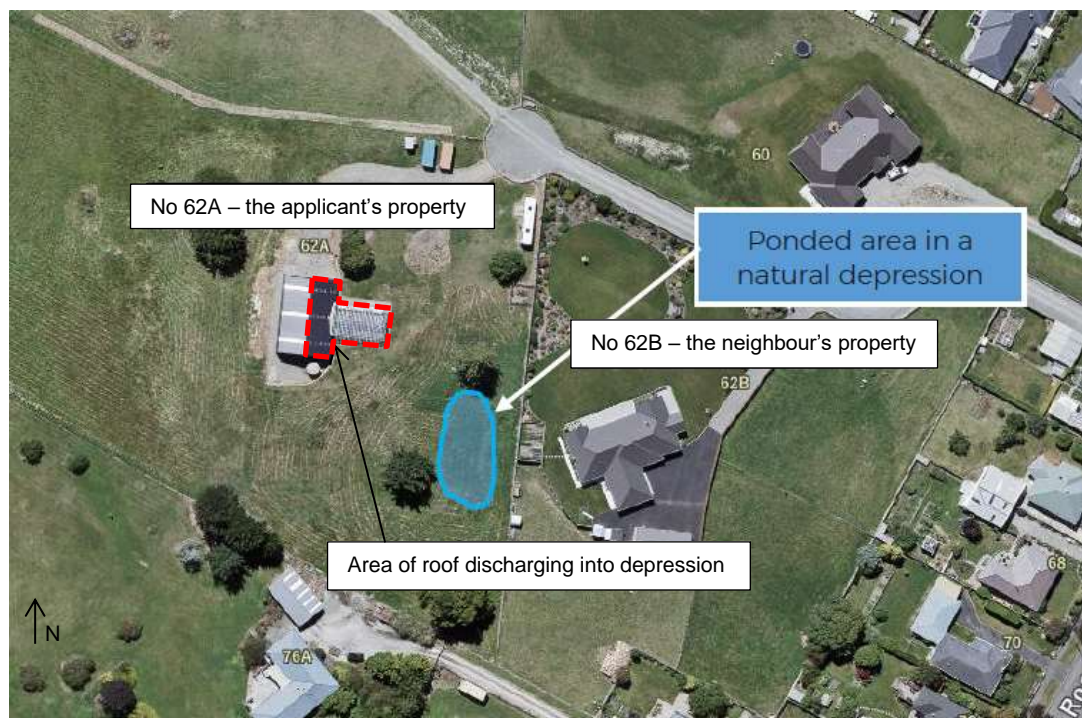 60
No 62A – the applicant's property
62A
Ponded area in a
natural depression
No 62B – the neighbour's property
62B
Area of roof discharging into depression
68
N
76A
70